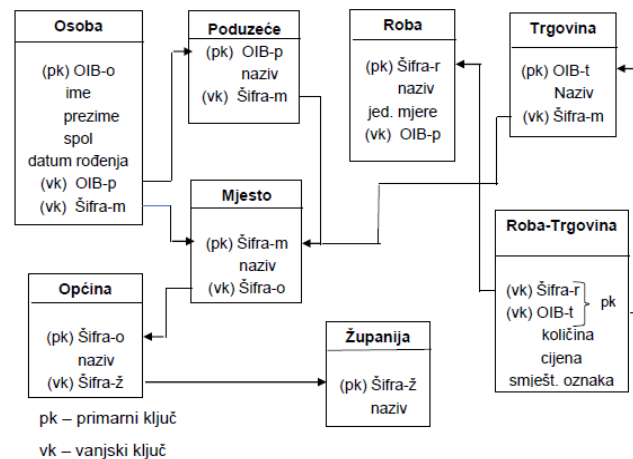 Osoba
(pk) OIB-o
ime
prezime
spol
datum rođenja
(vk) OIB-p
(vk) Šifra-m
Poduzeće
(pk) OIB-p
naziv
(vk) Šifra-m
Roba
(pk) Šifra-r
naziv
jed. mjere
(vk) OIB-p
Trgovina
(pk) OIB-t
Naziv
(vk) Šifra-m
Mjesto
(pk) Šifra-m
naziv
(vk) Šifra-o
Roba-Trgovina
(vk) Šifra-r
(vk) OIB-t
pk
količina
cijena
smješt. oznaka
Općina
(pk) Šifra-o
naziv
(vk) Šifra-ž
Županija
(pk) Šifra-ž
naziv
pk – primarni ključ
vk – vanjski ključ